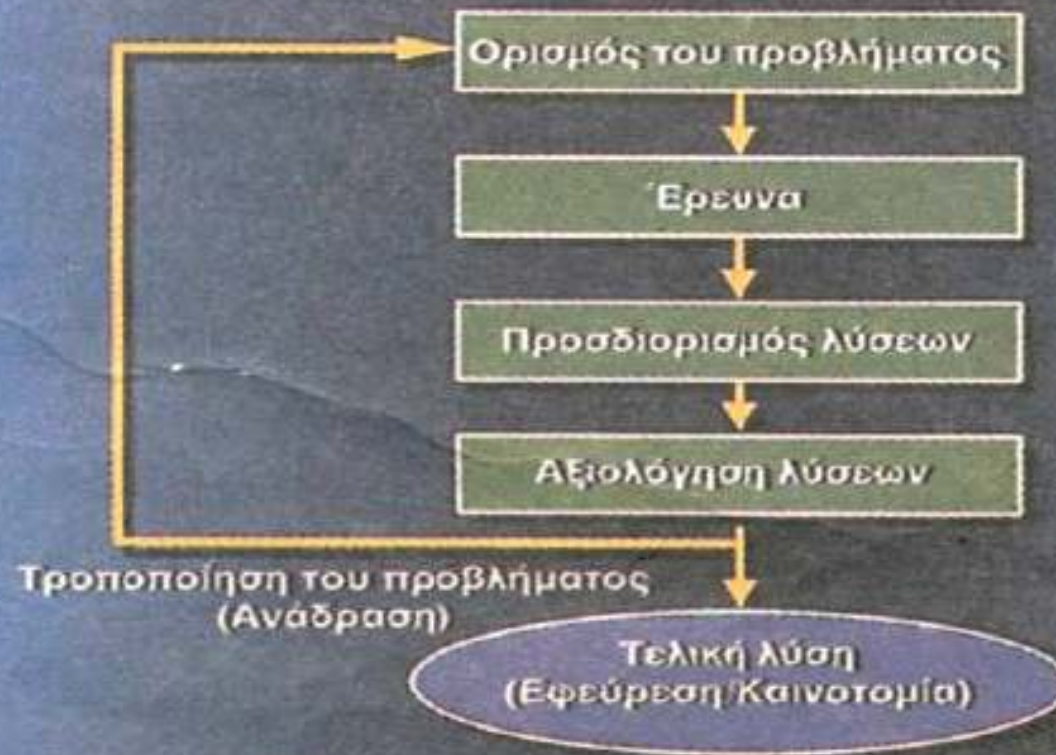 Ορισμός του προβλήματος
Έρευνα
Προσδιορισμός λύσεων
Αξιολόγηση λύσεων
Τροποποίηση του προβλήματος
(Ανάδραση)
Τελική λύση
(Εφεύρεση/Καινοτομία)